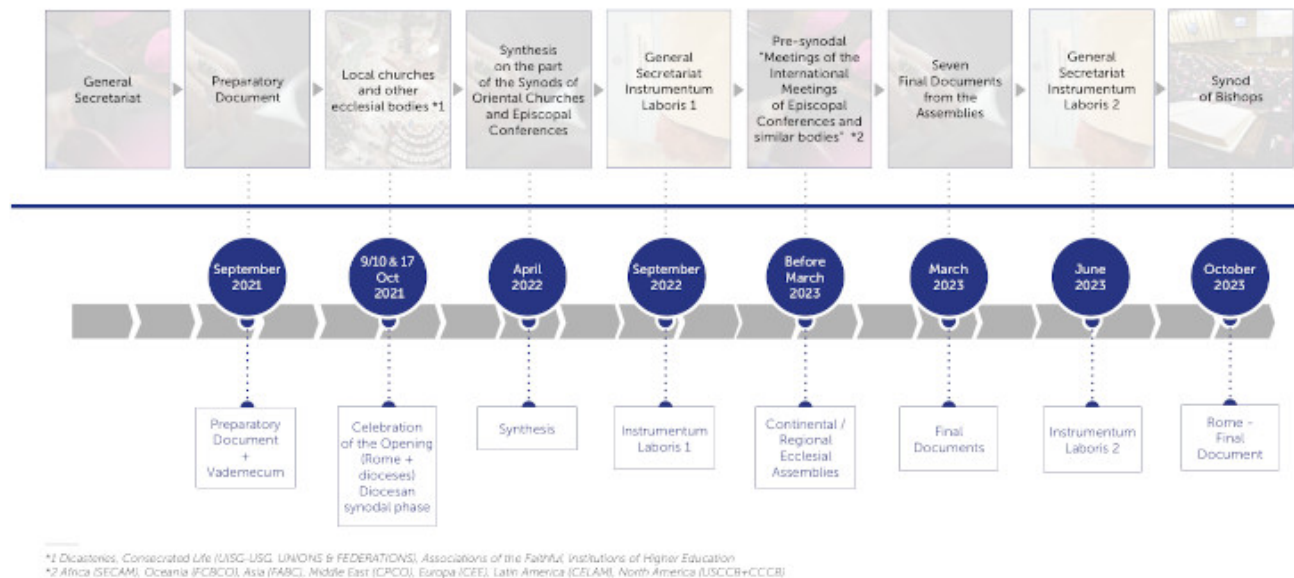 General
Secretariat
Preparatory
Document
Local churches
and other
ecclesial bodies *1
Synthesis
on the part
of the Synods of
Oriental Churches
and Episcopal
Conferences
General
Secretariat
Instrumentum
Laboris 1
Pre-synodal
"Meetings of the
International
Meetings
of Episcopal
Conferences and
similar bodies" *2
Seven
Final Documents
from the
Assemblies
General
Secretariat
Instrumentum
Laboris 2
Synod
of Bishops
September
2021
9/10 & 17
Oct
2021
April
2022
September
2022
Before
March
2023
March
2023
June
2023
October
2023
Preparatory
Document
+
Vademecum
Celebration
of the Opening
(Rome +
dioceses)
Diocesan
synodal phase
Synthesis
Instrumentum
Laboris 1
Continental /
Regional
Ecclesial
Assemblies
Final
Documents
Instrumentum
Laboris 2
Rome -
Final
Document
*1 Dicasteries, Consecrated Life (UISG-USG, UNIONS & FEDERATIONS), Associations of the Faithful, Institutions of Higher Education
*2 Africa (SECAM), Oceania (FCBCO), Asia (FABC), Middle East (CPCO), Europa (CEE), Latin America (CELAM), North America (USCCB+CCCB)